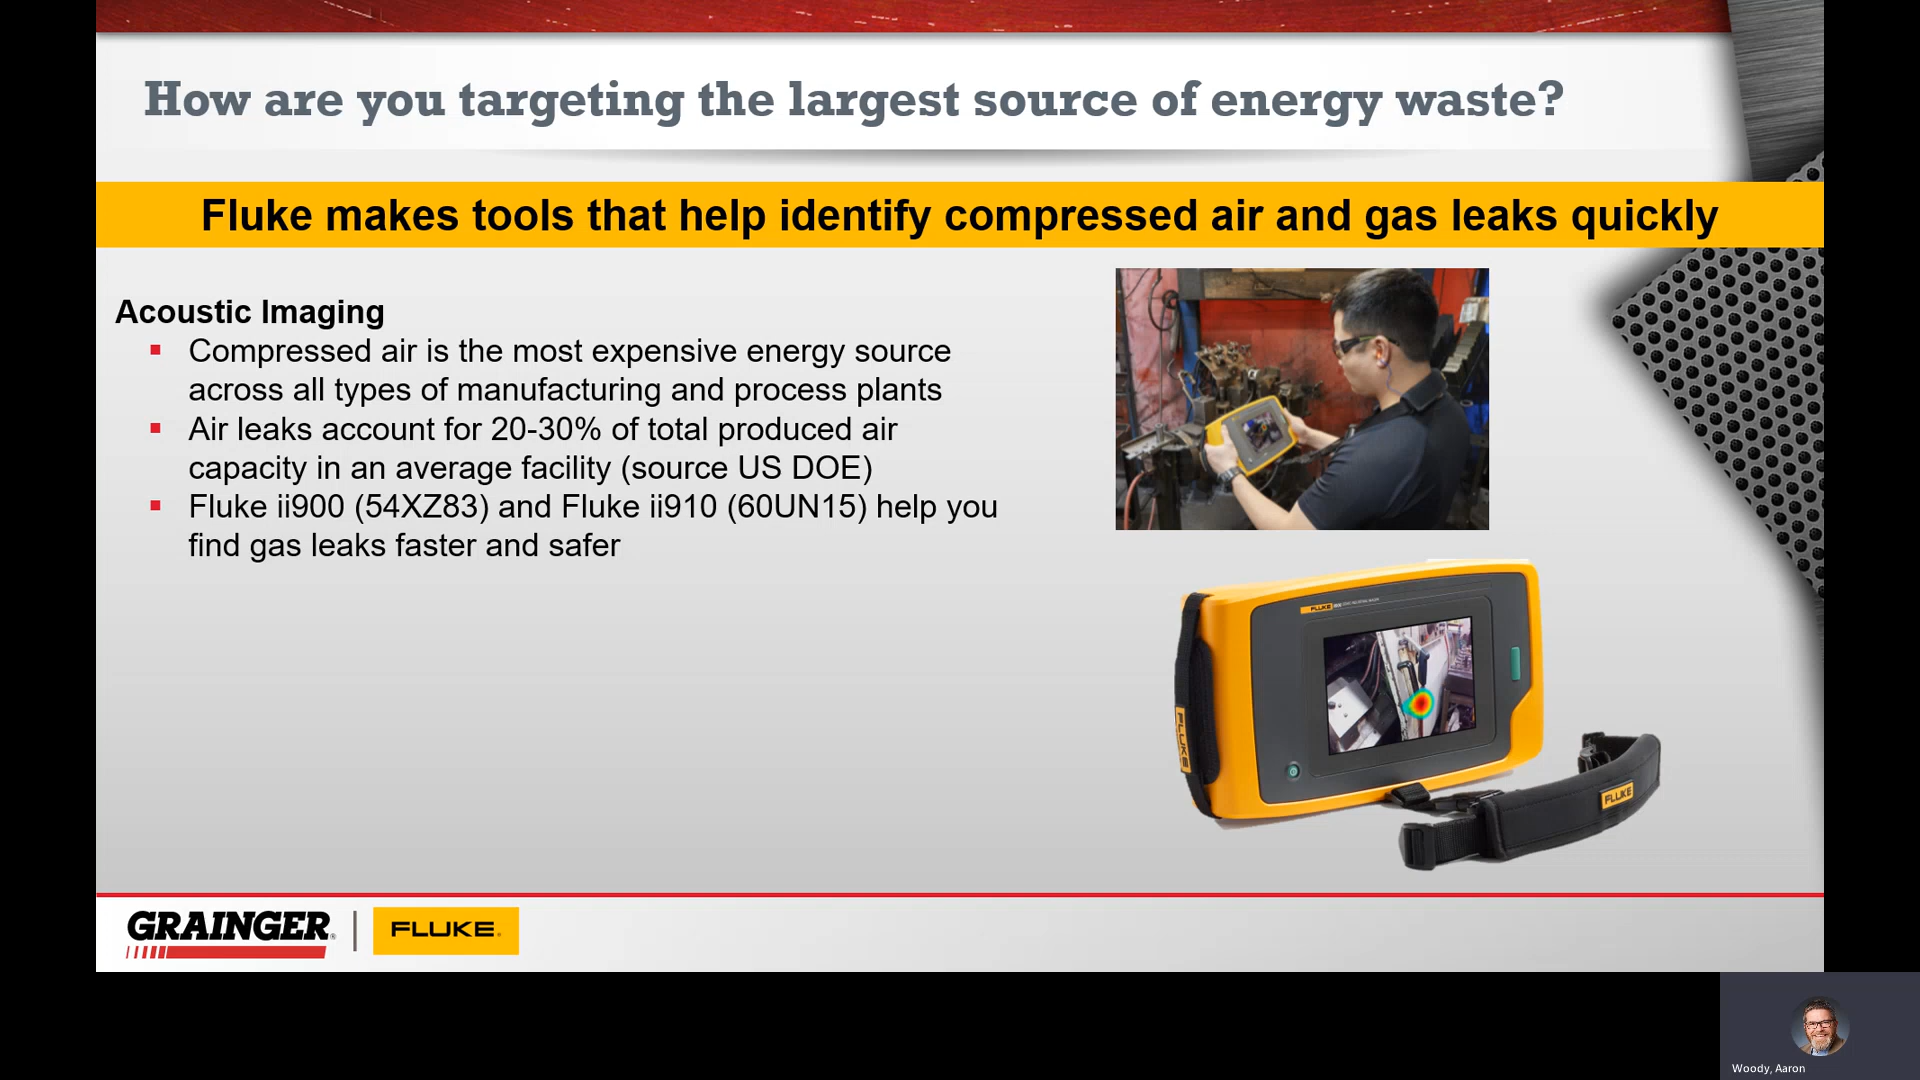 How are you targeting the largest source of energy waste?
Fluke makes tools that help identify compressed air and gas leaks quickly
Acoustic Imaging
▪ Compressed air is the most expensive energy source
across all types of manufacturing and process plants
▪ Air leaks account for 20-30% of total produced air
capacity in an average facility (source US DOE)
▪ Fluke ii900 (54XZ83) and Fluke ii910 (60UN15) help you
find gas leaks faster and safer
FLUKE
FLUKE
FLUKE
GRAINGER®
FLUKE®
Woody, Aaron